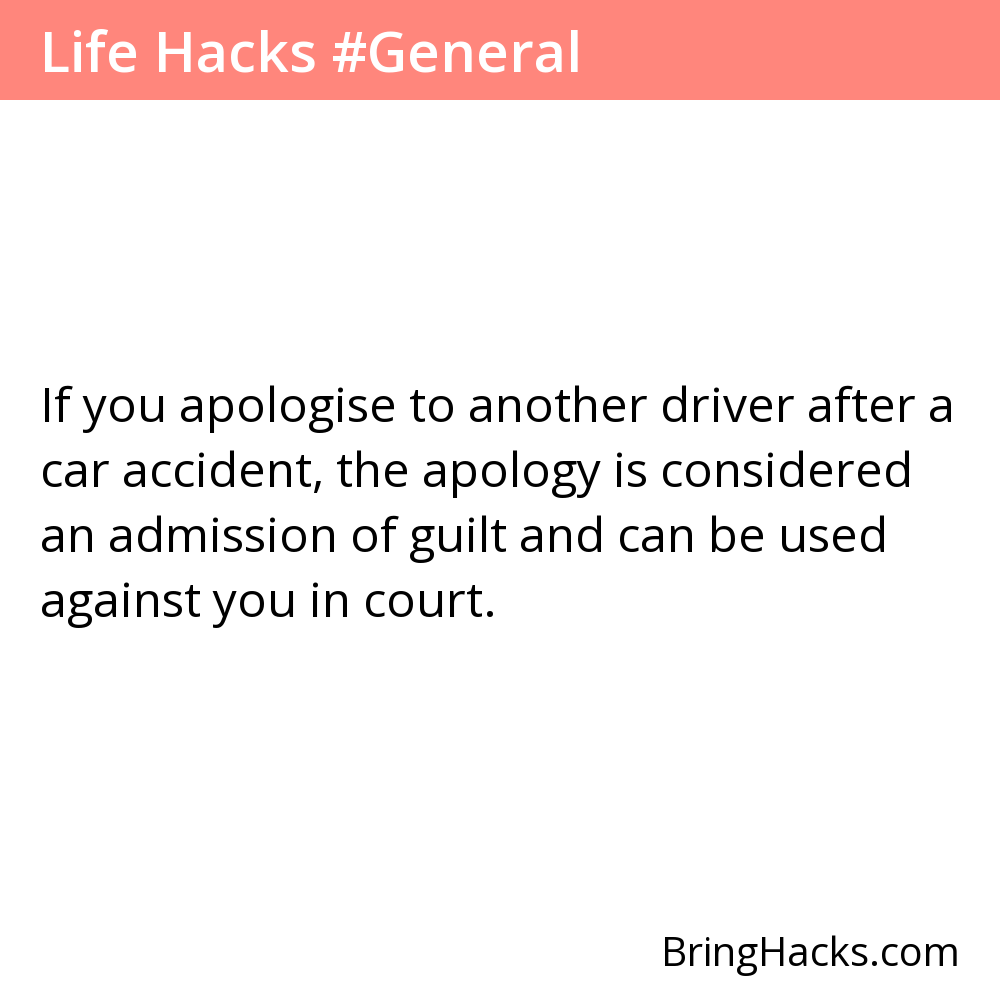 Life Hacks #General
If you apologise to another driver after a
car accident, the apology is considered
an admission of guilt and can be used
against you in court.
BringHacks.com